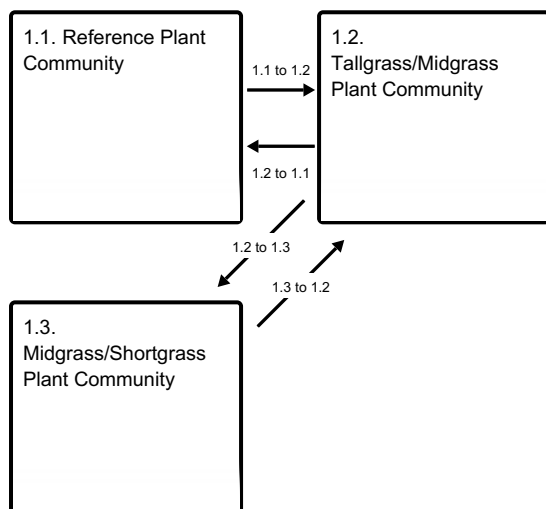 1.1. Reference Plant
Community
1.1 to 1.2
1.2.
Tallgrass/Midgrass
Plant Community
1.2 to 1.1
1.2 to 1.3
1.3 to 1.2
1.3.
Midgrass/Shortgrass
Plant Community